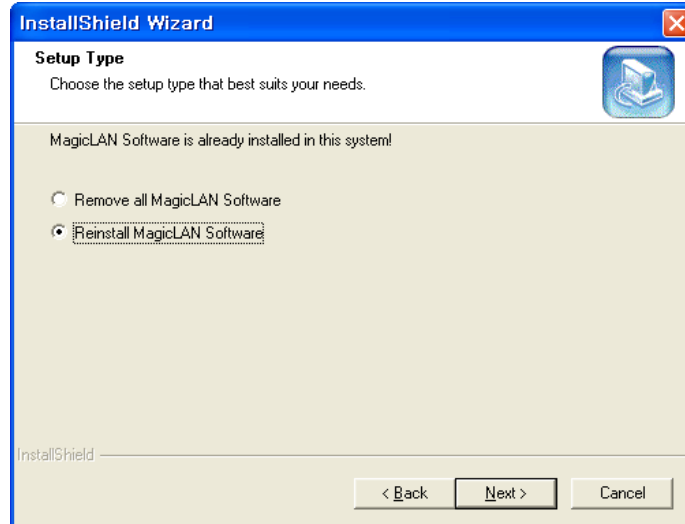 InstallShield Wizard
Setup Type
Choose the setup type that best suits your needs.
MagicLAN Software is already installed in this system!
Remove all MagicLAN Software
Reinstall MagicLAN Software
InstallShield
< Back Next > Cancel